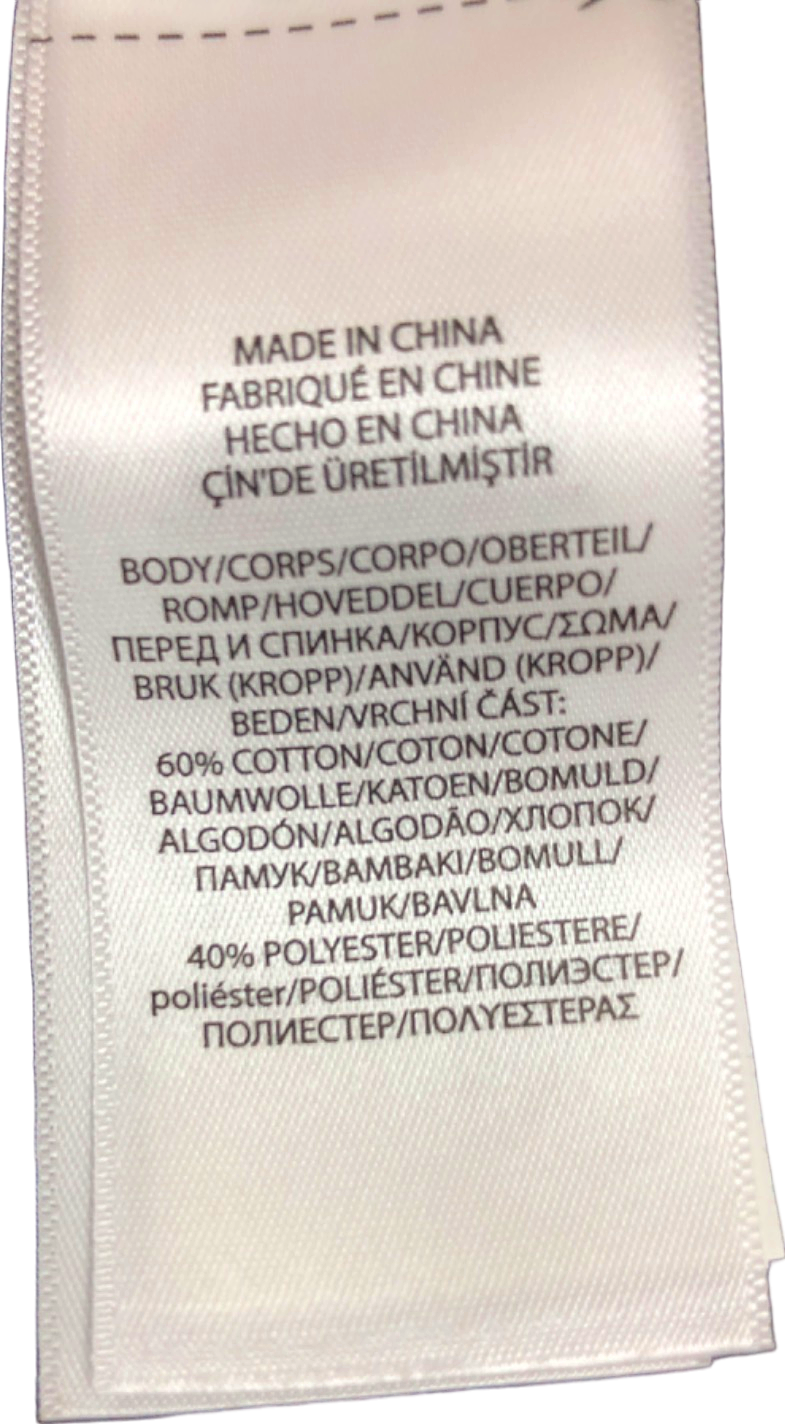 MADE IN CHINA
FABRIQUÉ EN CHINE
HECHO EN CHINA
ÇİN'DE ÜRETİLMİŞTİR
BODY/CORPS/CORPO/OBERTEIL/
ROMP/HOVEDDEL/CUERPO/
ПЕРЕД И СПИНКА/КОРПУС/ΣΩΜΑ/
BRUK (KROPP)/ANVÄND (KROPP)/
BEDEN/VRCHNÍ ČÁST:
60% COTTON/COTON/COTONE/
BAUMWOLLE/KATOEN/BOMULD/
ALGODÓN/ALGODÃO/ХЛОПОК/
ПАМУК/ΒΑΜΒΑΚΙ/BOMULL/
PAMUK/BAVLNA
40% POLYESTER/POLIESTERE/
poliéster/POLIÉSTER/ПОЛИЭСТЕР/
ПОЛИЕСТЕР/ΠΟΛΥΕΣΤΕΡΑΣ